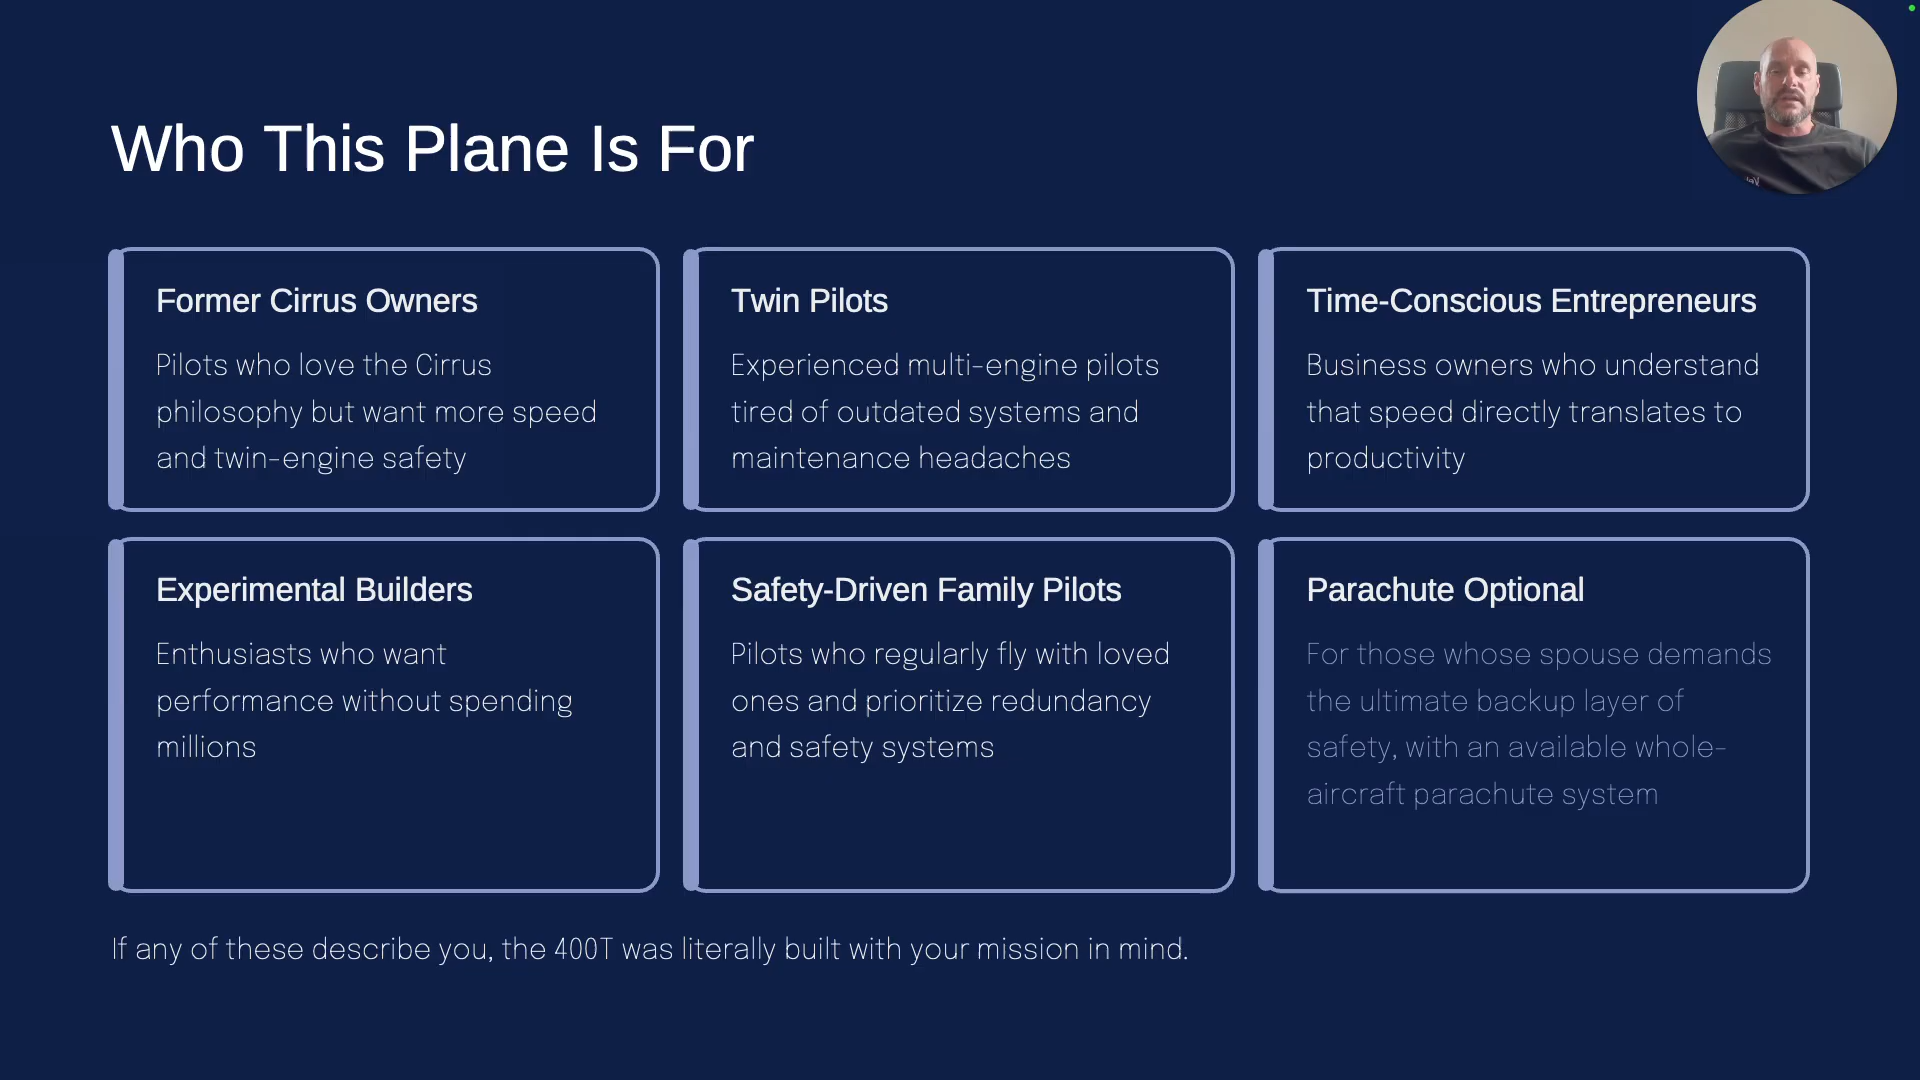 Who This Plane Is For
Former Cirrus Owners
Pilots who love the Cirrus
philosophy but want more speed
and twin-engine safety
Twin Pilots
Experienced multi-engine pilots
tired of outdated systems and
maintenance headaches
Time-Conscious Entrepreneurs
Business owners who understand
that speed directly translates to
productivity
Experimental Builders
Enthusiasts who want
performance without spending
millions
Safety-Driven Family Pilots
Pilots who regularly fly with loved
ones and prioritize redundancy
and safety systems
Parachute Optional
For those whose spouse demands
the ultimate backup layer of
safety, with an available whole-
aircraft parachute system
If any of these describe you, the 400T was literally built with your mission in mind.